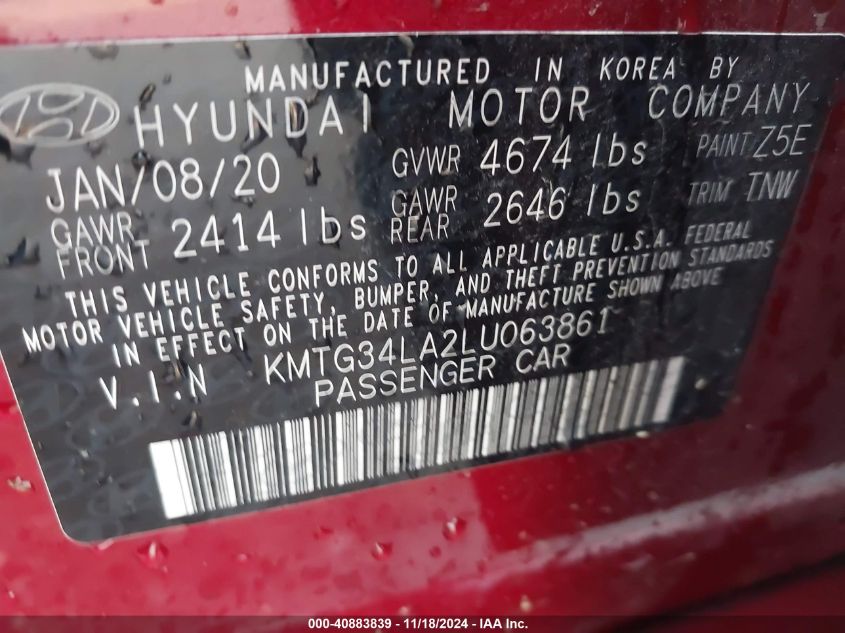 MANUFACTURED IN KOREA BY
HYUNDAI MOTOR COMPANY
JAN/08/20 GVWR 4674 lbs PAINT Z5E
GAWR FRONT 2414 lbs GAWR REAR 2646 lbs TRIM TNW
THIS VEHICLE CONFORMS TO ALL APPLICABLE U.S.A. FEDERAL
MOTOR VEHICLE SAFETY, BUMPER, AND THEFT PREVENTION STANDARDS
IN EFFECT ON THE DATE OF MANUFACTURE SHOWN ABOVE
V.I.N KMTG34LA2LU063861
PASSENGER CAR
000-40883839 - 11/18/2024 - IAA Inc.